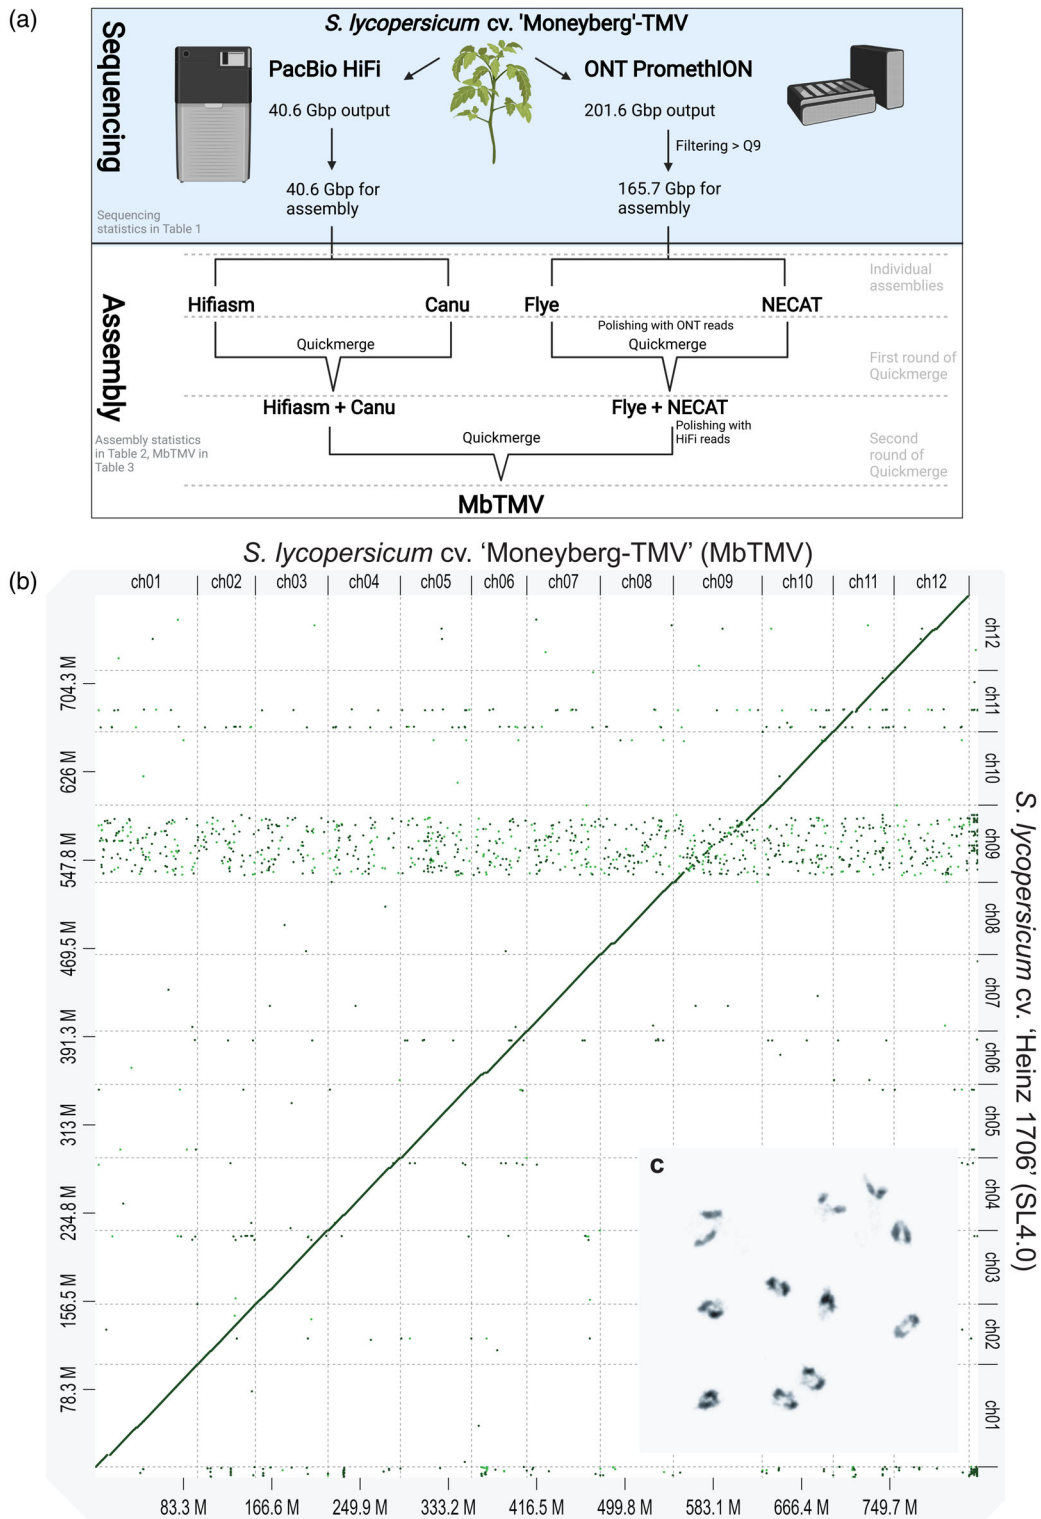 (a)
Sequencing
S. lycopersicum cv. 'Moneyberg'-TMV
PacBio HiFi
ONT PromethION
40.6 Gbp output
201.6 Gbp output
Filtering > Q9
40.6 Gbp for
assembly
165.7 Gbp for
assembly
Sequencing
statistics in Table 1
Assembly
Individual
assemblies
Hifiasm
Canu
Flye
NECAT
Polishing with ONT reads
Quickmerge
Quickmerge
First round of
Quickmerge
Hifiasm + Canu
Flye + NECAT
Polishing with
HiFi reads
Quickmerge
Assembly statistics
in Table 2, MbTMV in
Table 3
Second
round of
Quickmerge
MbTMV
(b)
S. lycopersicum cv. ‘Moneyberg-TMV’ (MbTMV)
ch01
ch02
ch03
ch04
ch05
ch06
ch07
ch08
ch09
ch10
ch11
ch12
704.3 M
626 M
547.8 M
469.5 M
391.3 M
313 M
234.8 M
156.5 M
78.3 M
ch12
ch11
ch10
ch09
ch08
ch07
ch06
ch05
ch04
ch03
ch02
ch01
S. lycopersicum cv. ‘Heinz 1706’ (SL4.0)
c
83.3 M
166.6 M
249.9 M
333.2 M
416.5 M
499.8 M
583.1 M
666.4 M
749.7 M